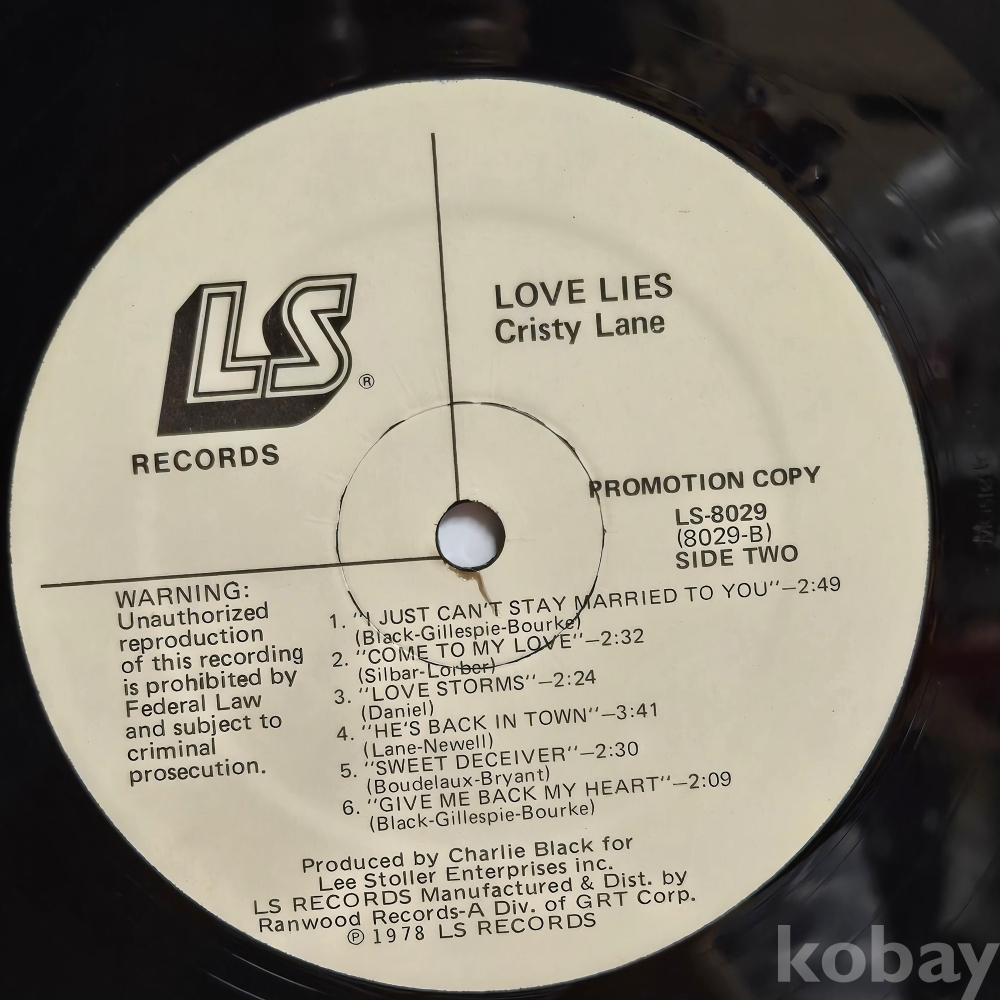 LS
®
RECORDS
LOVE LIES
Cristy Lane
PROMOTION COPY
LS-8029
(8029-B)
SIDE TWO
WARNING:
Unauthorized
reproduction
of this recording
is prohibited by
Federal Law
and subject to
criminal
prosecution.
1. "I JUST CAN'T STAY MARRIED TO YOU"—2:49
(Black-Gillespie-Bourke)
2. "COME TO MY LOVE"—2:32
(Silbar-Lorber)
3. "LOVE STORMS"—2:24
(Daniel)
4. "HE'S BACK IN TOWN"—3:41
(Lane-Newell)
5. "SWEET DECEIVER"—2:30
(Boudelaux-Bryant)
6. "GIVE ME BACK MY HEART"—2:09
(Black-Gillespie-Bourke)
Produced by Charlie Black for
Lee Stoller Enterprises inc.
LS RECORDS Manufactured & Dist. by
Ranwood Records-A Div. of GRT Corp.
℗ 1978 LS RECORDS
kobay